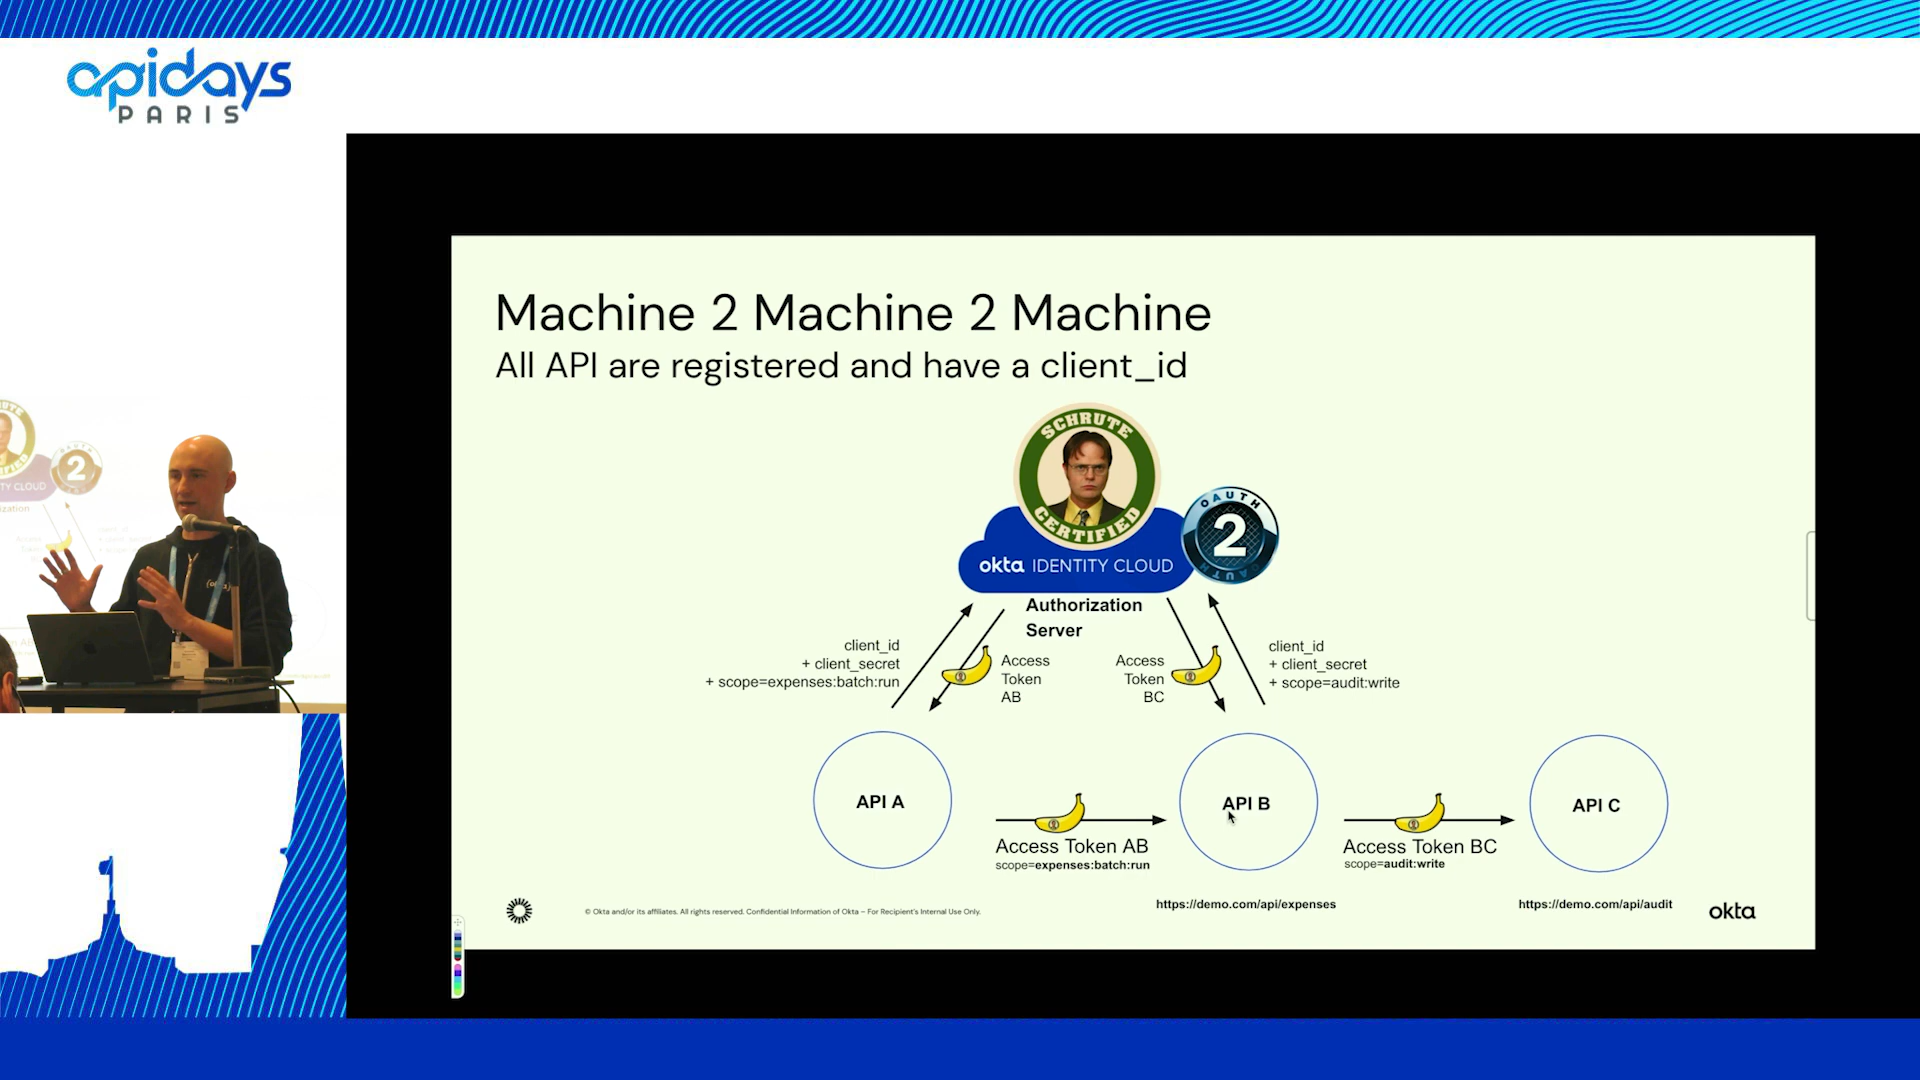 apidays
PARIS
Machine 2 Machine 2 Machine
All API are registered and have a client_id
SCHRUTE
CERTIFIED
OAUTH
2
OAUTH
okta IDENTITY CLOUD
Authorization
Server
client_id
+ client_secret
+ scope=expenses:batch:run
Access
Token
AB
Access
Token
BC
client_id
+ client_secret
+ scope=audit:write
API A
API B
API C
Access Token AB
scope=expenses:batch:run
Access Token BC
scope=audit:write
https://demo.com/api/expenses
https://demo.com/api/audit
© Okta and/or its affiliates. All rights reserved. Confidential Information of Okta – For Recipient's Internal Use Only.
okta
2
TY CLOUD